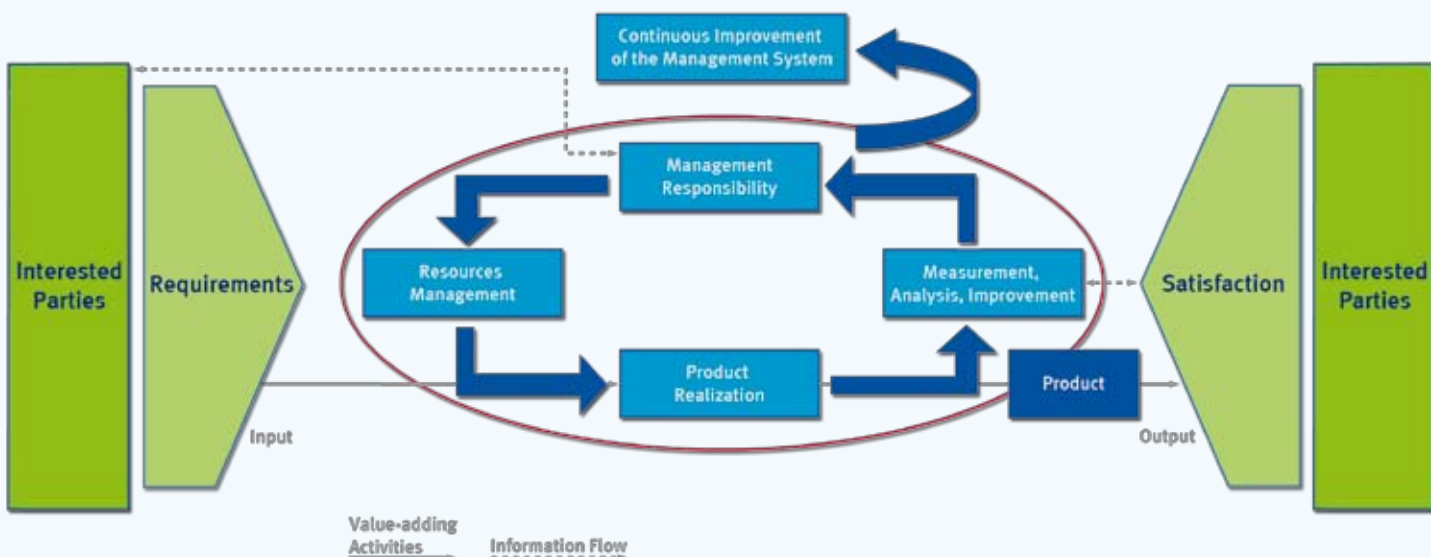 Continuous Improvement
of the Management System
Interested
Parties
Requirements
Management
Responsibility
Resources
Management
Measurement,
Analysis, Improvement
Satisfaction
Interested
Parties
Product
Realization
Product
Input
Output
Value-adding
Activities
Information Flow